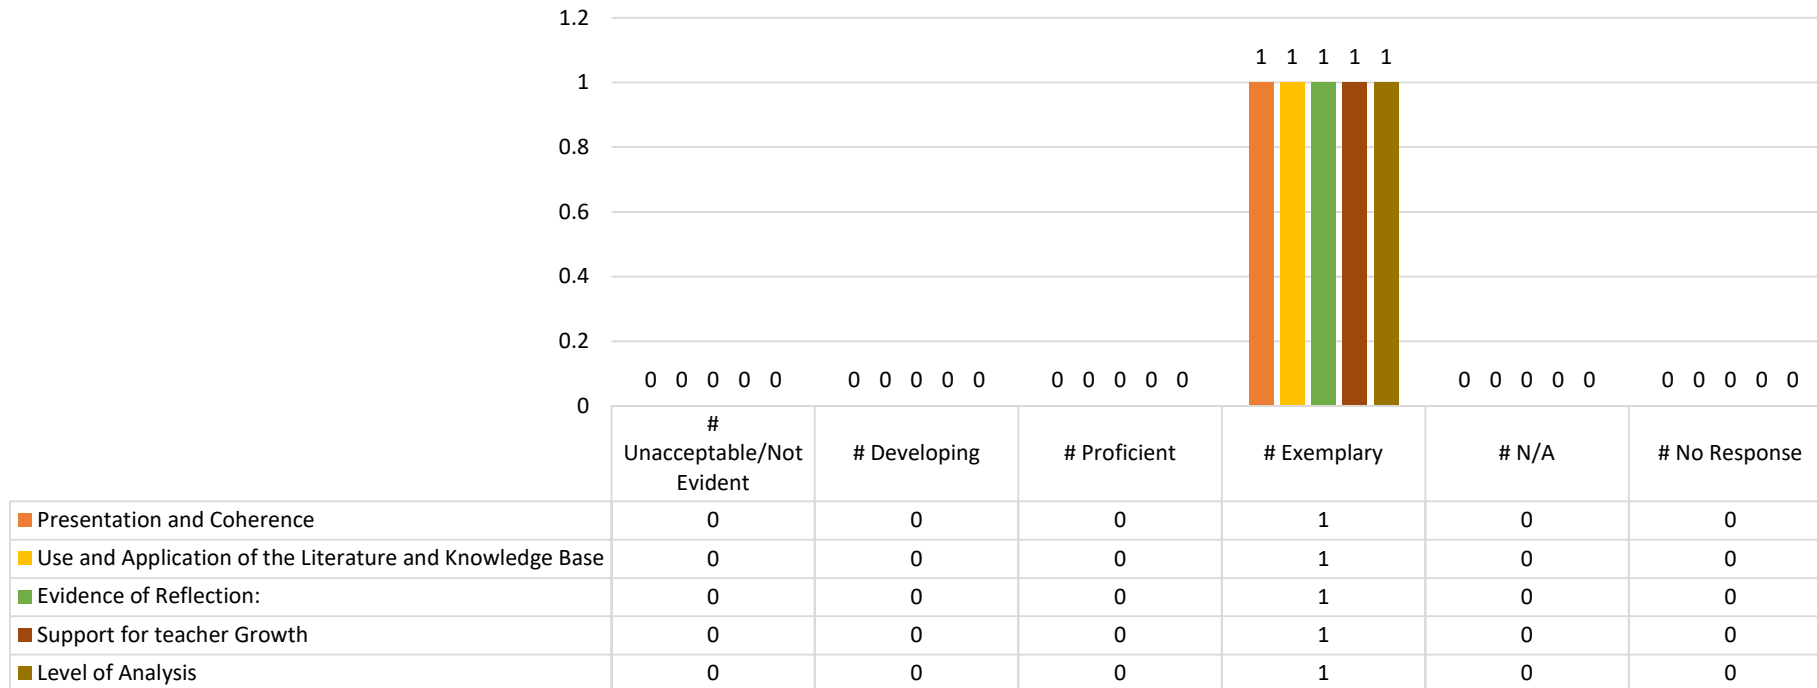 1.2
1 1 1 1 1
1
0.8
0.6
0.4
0.2
0 0 0 0 0 0 0 0 0 0 0 0 0 0 0 0 0 0 0 0 0 0 0 0 0
0
#
Unacceptable/Not
Evident
# Developing
# Proficient
# Exemplary
# N/A
# No Response
Presentation and Coherence 0 0 0 1 0 0
Use and Application of the Literature and Knowledge Base 0 0 0 1 0 0
Evidence of Reflection: 0 0 0 1 0 0
Support for teacher Growth 0 0 0 1 0 0
Level of Analysis 0 0 0 1 0 0